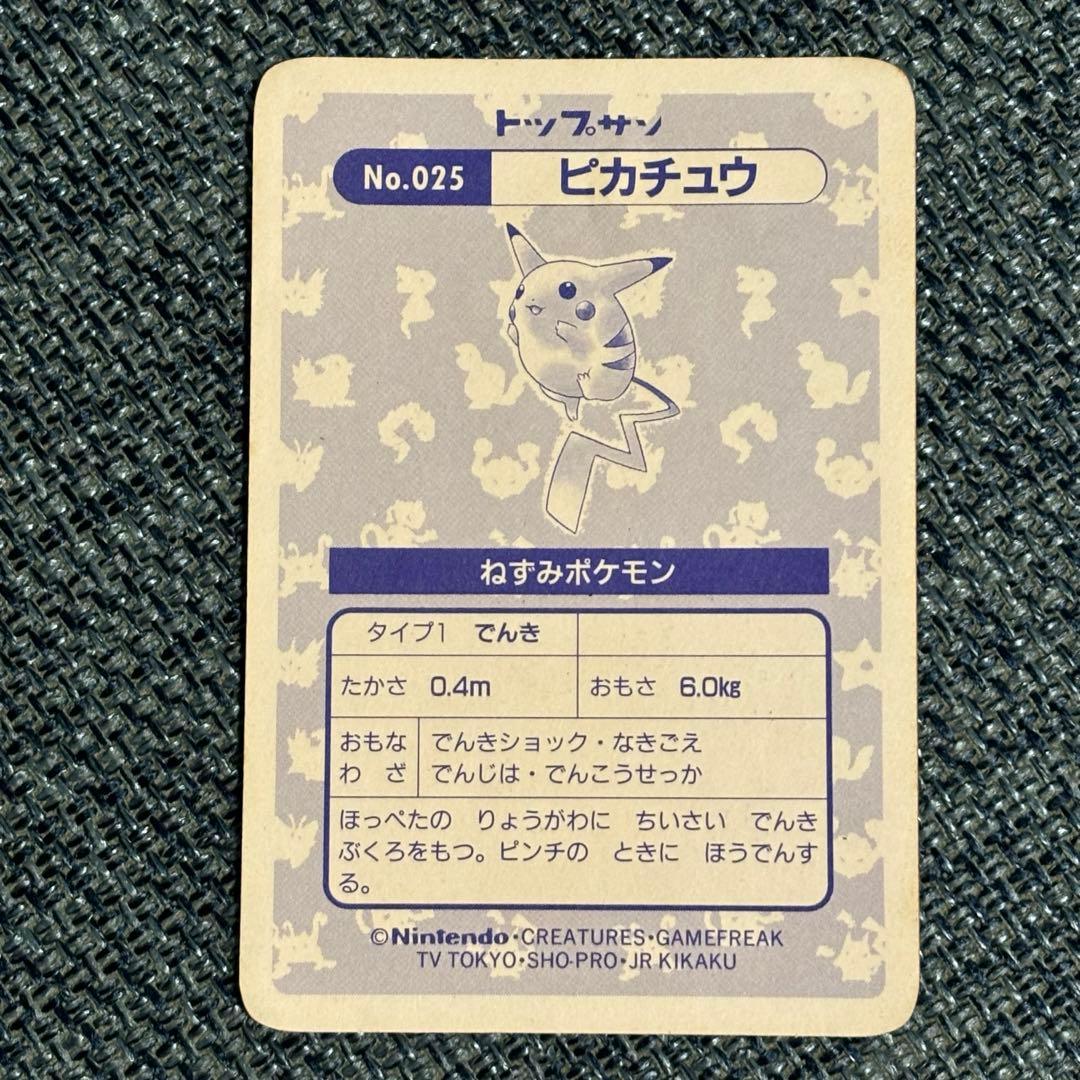 トップサン
No.025 ピカチュウ
ねずみポケモン
タイプ1 でんき
たかさ 0.4m おもさ 6.0kg
おもな でんきショック・なきごえ
わ ざ でんじは・でんこうせっか
ほっぺたの りょうがわに ちいさい でんき
ぶくろをもつ。ピンチの ときに ほうでんす
る。
©Nintendo・CREATURES・GAMEFREAK
TV TOKYO・SHO-PRO・JR KIKAKU